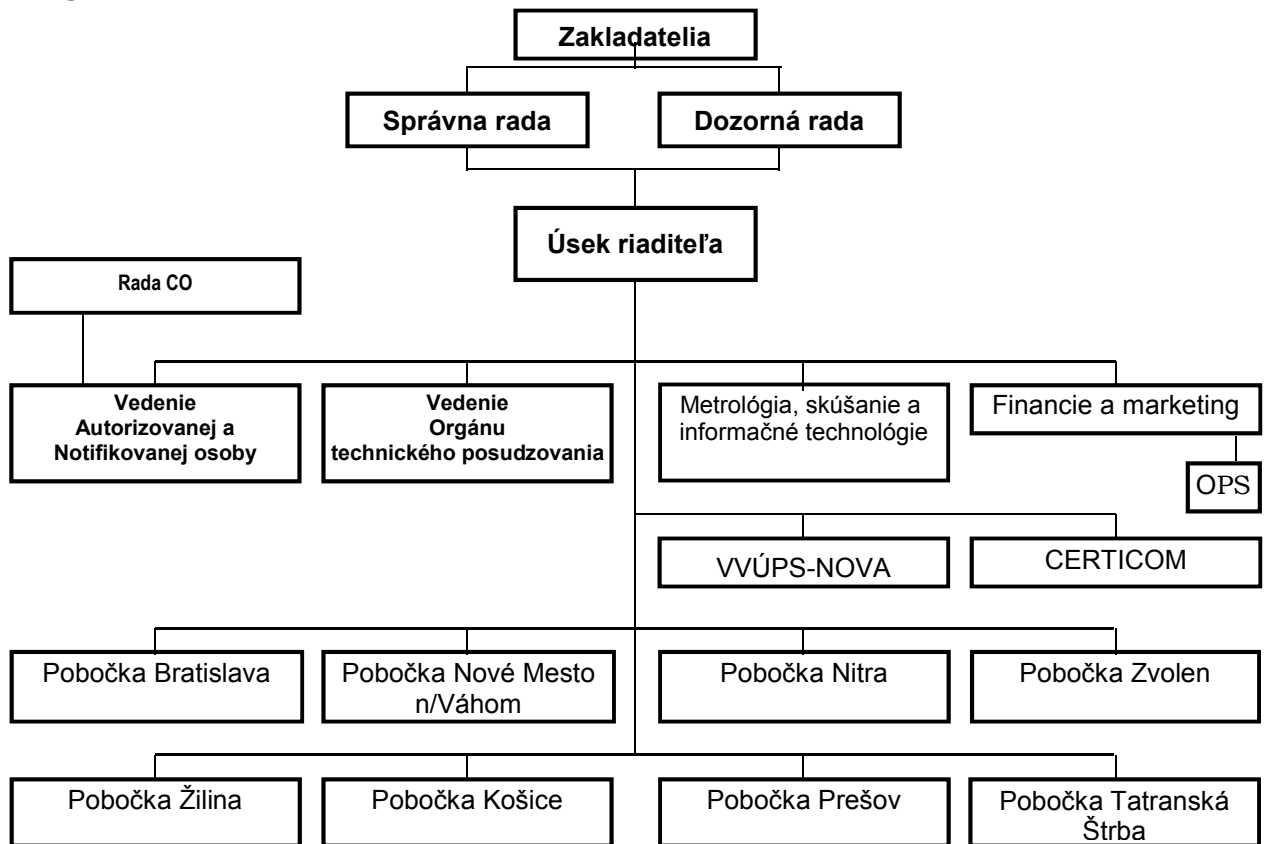 Zakladatelia
Správna rada
Dozorná rada
Úsek riaditeľa
Rada CO
Vedenie
Autorizovanej a
Notifikovanej osoby
Vedenie
Orgánu
technického posudzovania
Metrológia, skúšanie a
informačné technológie
Financie a marketing
OPS
VVÚPS-NOVA
CERTICOM
Pobočka Bratislava
Pobočka Nové Mesto
n/Váhom
Pobočka Nitra
Pobočka Zvolen
Pobočka Žilina
Pobočka Košice
Pobočka Prešov
Pobočka Tatranská
Štrba